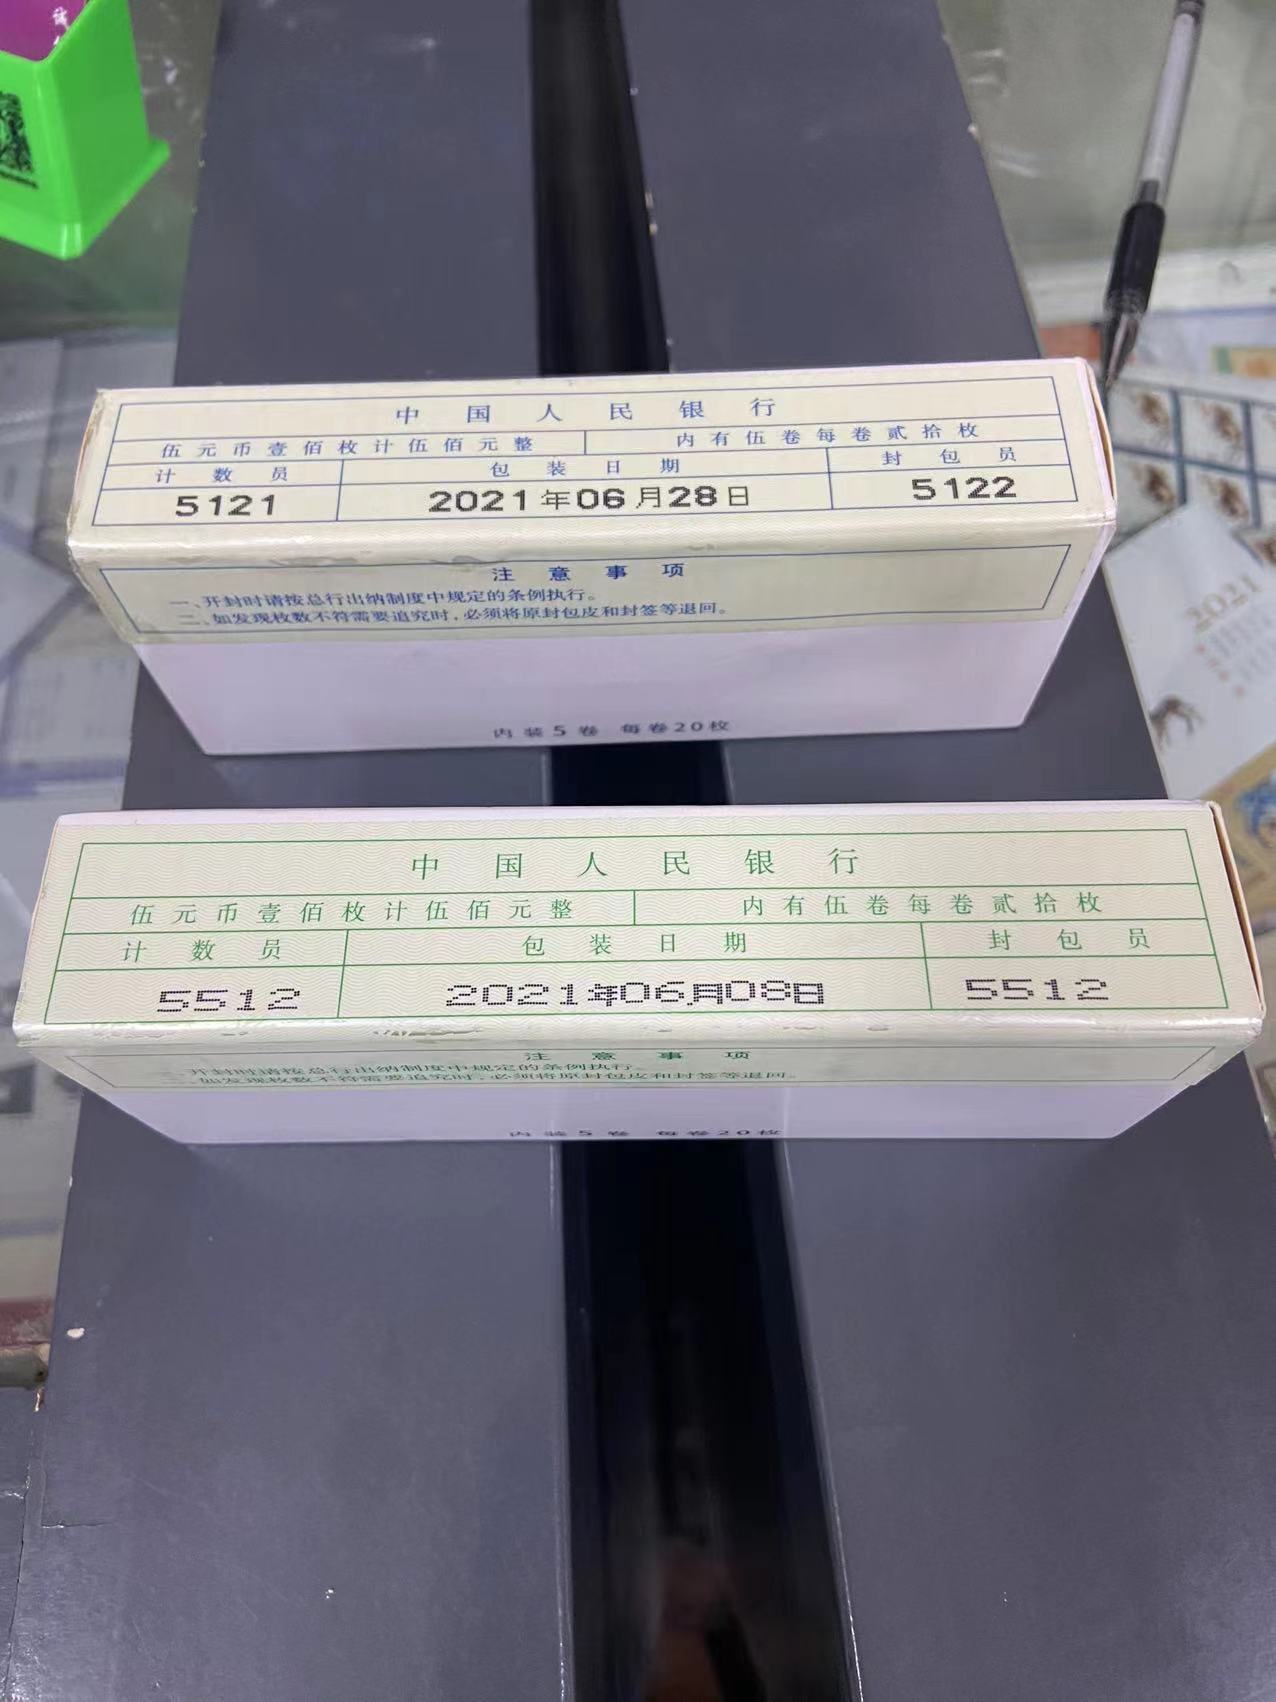 诚
中国人民银行
伍元币壹佰枚计伍佰元整 内有伍卷每卷贰拾枚
计数员 包装日期 封包员
5121 2021年06月28日 5122
注意事项
一、开封时请按总行出纳制度中规定的条例执行。
二、如发现枚数不符需要追究时,必须将原封包皮和封签等退回。
内装5卷 每卷20枚
2021
中国人民银行
伍元币壹佰枚计伍佰元整 内有伍卷每卷贰拾枚
计数员 包装日期 封包员
5512 2021年06月08日 5512
注意事项
一、开封时请按总行出纳制度中规定的条例执行。
二、如发现枚数不符需要追究时,必须将原封包皮和封签等退回。
内装5卷 每卷20枚